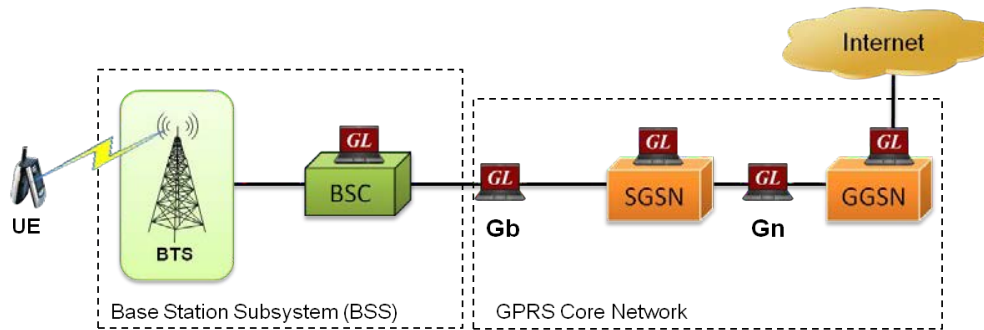 Internet
GL
GL
GL
GL
GL
BSC
SGSN
GGSN
UE
BTS
Gb
Gn
Base Station Subsystem (BSS)
GPRS Core Network